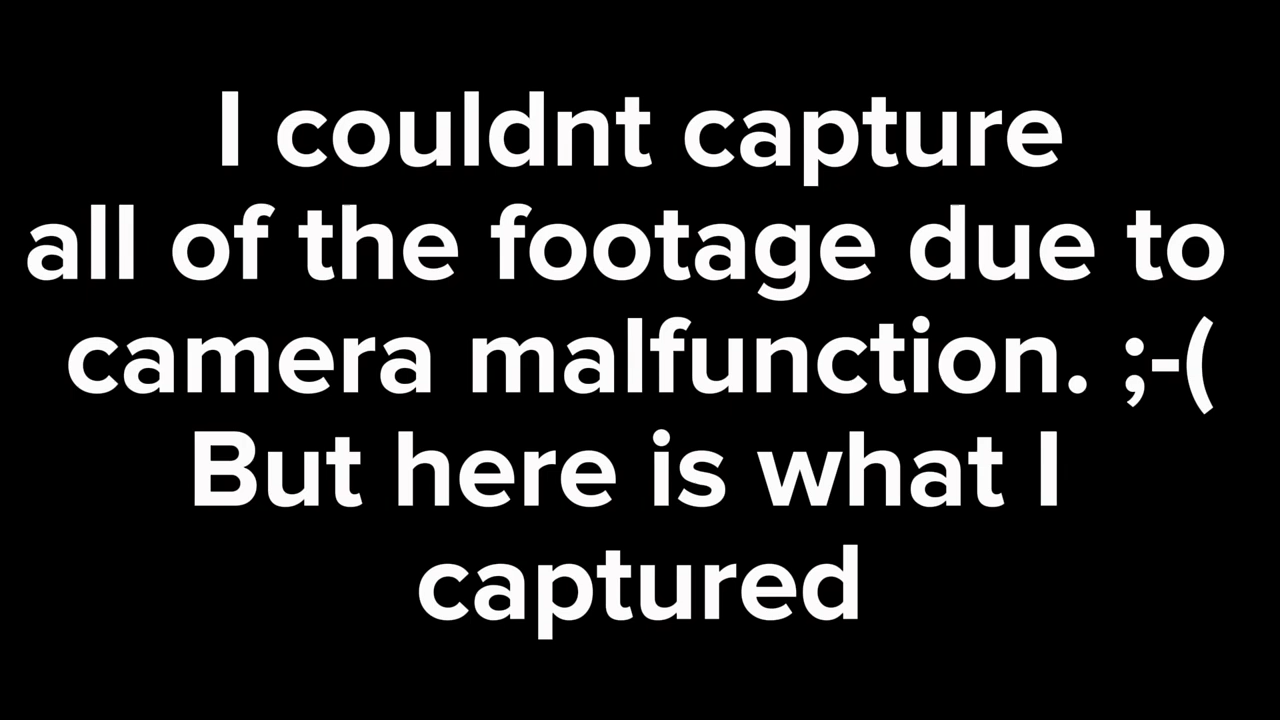 I couldnt capture
all of the footage due to
camera malfunction. ;-(
But here is what I
captured